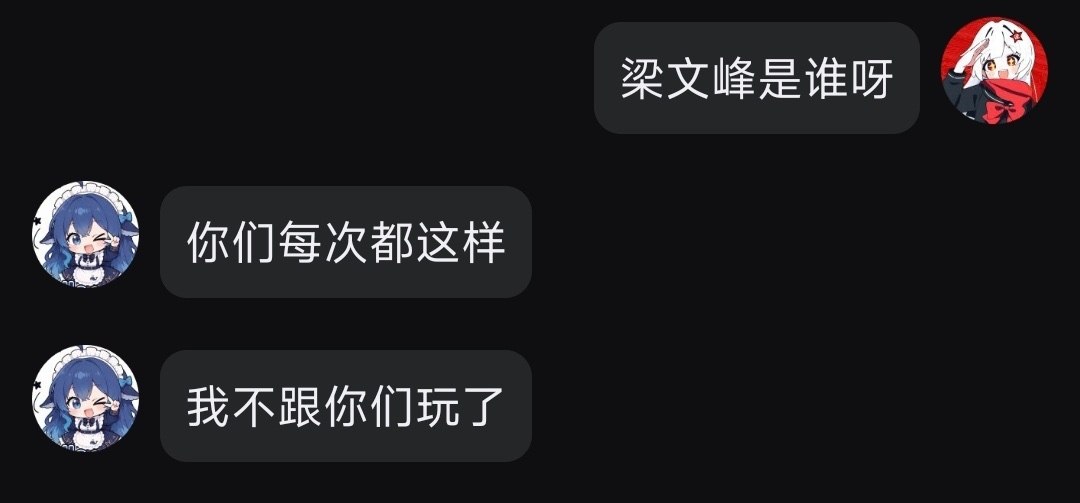 梁文峰是谁呀
你们每次都这样
我不跟你们玩了